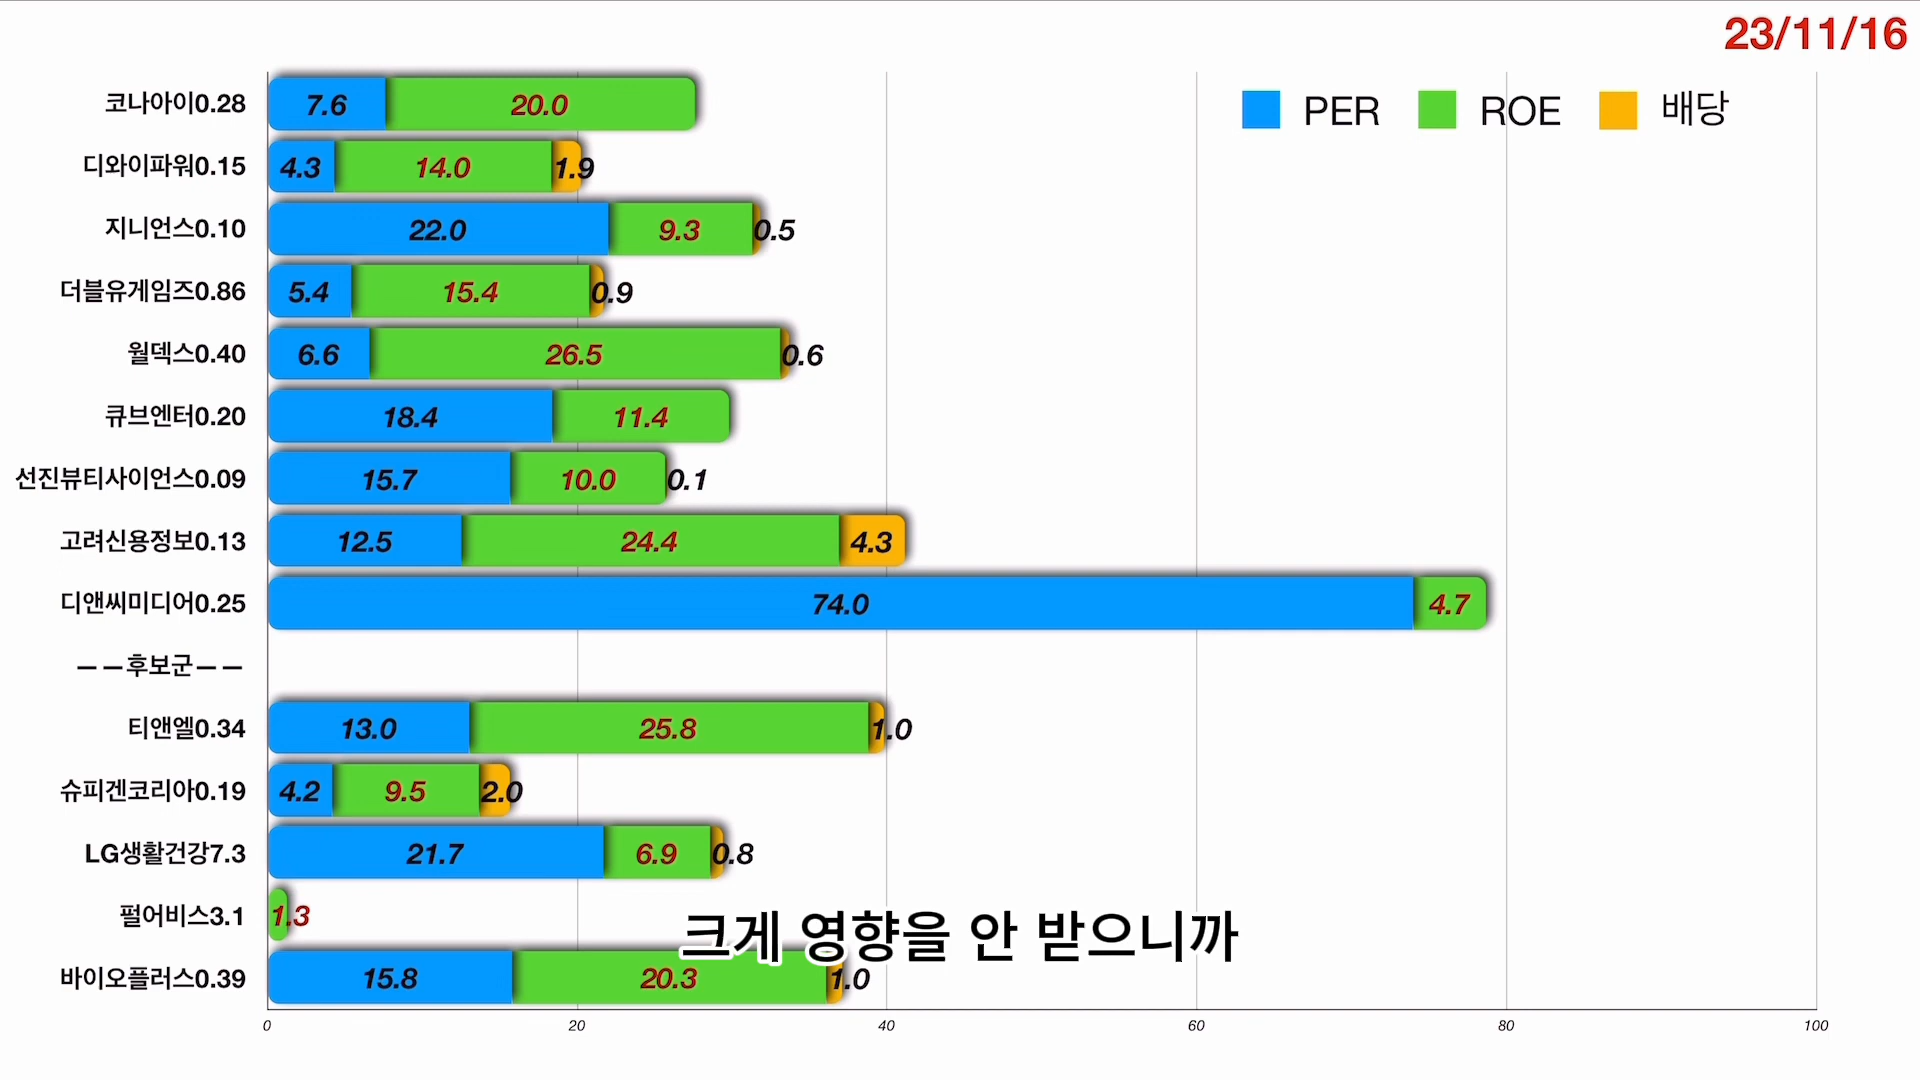 23/11/16
PER ROE 배당
코나아이0.28 7.6 20.0
디와이파워0.15 4.3 14.0 1.9
지니언스0.10 22.0 9.3 0.5
더블유게임즈0.86 5.4 15.4 0.9
월덱스0.40 6.6 26.5 0.6
큐브엔터0.20 18.4 11.4
선진뷰티사이언스0.09 15.7 10.0 0.1
고려신용정보0.13 12.5 24.4 4.3
디앤씨미디어0.25 74.0 4.7
——후보군——
티앤엘0.34 13.0 25.8 1.0
슈피겐코리아0.19 4.2 9.5 2.0
LG생활건강7.3 21.7 6.9 0.8
펄어비스3.1 1.3
크게 영향을 안 받으니까
바이오플러스0.39 15.8 20.3 1.0
0 20 40 60 80 100